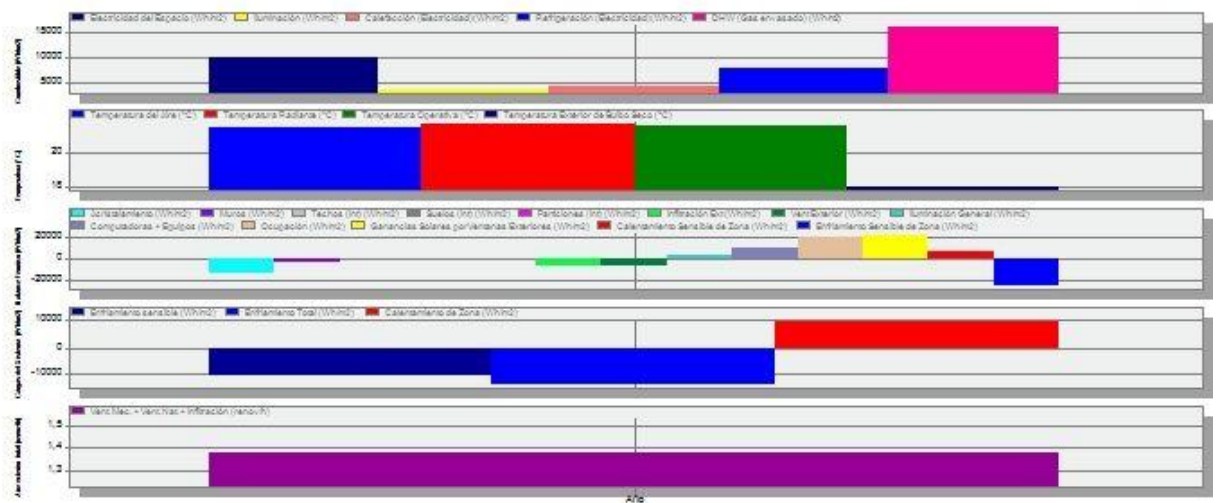 Electricidad del Espacio (Wh/m2) Iluminación (Wh/m2) Calefacción (Electricidad) (Wh/m2) Refrigeración (Electricidad) (Wh/m2) DHW (Gas envasado) (Wh/m2)
15000
10000
5000
Temperatura del Aire (°C) Temperatura Radiante (°C) Temperatura Operativa (°C) Temperatura Exterior de Bulbo Seco (°C)
20
15
Acristalamiento (Wh/m2) Muros (Wh/m2) Techos (int) (Wh/m2) Suelos (int) (Wh/m2) Particiones (int) (Wh/m2) Infiltración Ext (Wh/m2) Vent Exterior (Wh/m2) Iluminación General (Wh/m2)
Computadoras + Equipos (Wh/m2) Ocupación (Wh/m2) Ganancias Solares por Ventanas Exteriores (Wh/m2) Calentamiento Sensible de Zona (Wh/m2) Enfriamiento Sensible de Zona (Wh/m2)
20000
0
-20000
Enfriamiento sensible (Wh/m2) Enfriamiento Total (Wh/m2) Calentamiento de Zona (Wh/m2)
10000
0
-10000
Vent Mec. + Vent Nat + Infiltración (renov/h)
1,4
Año